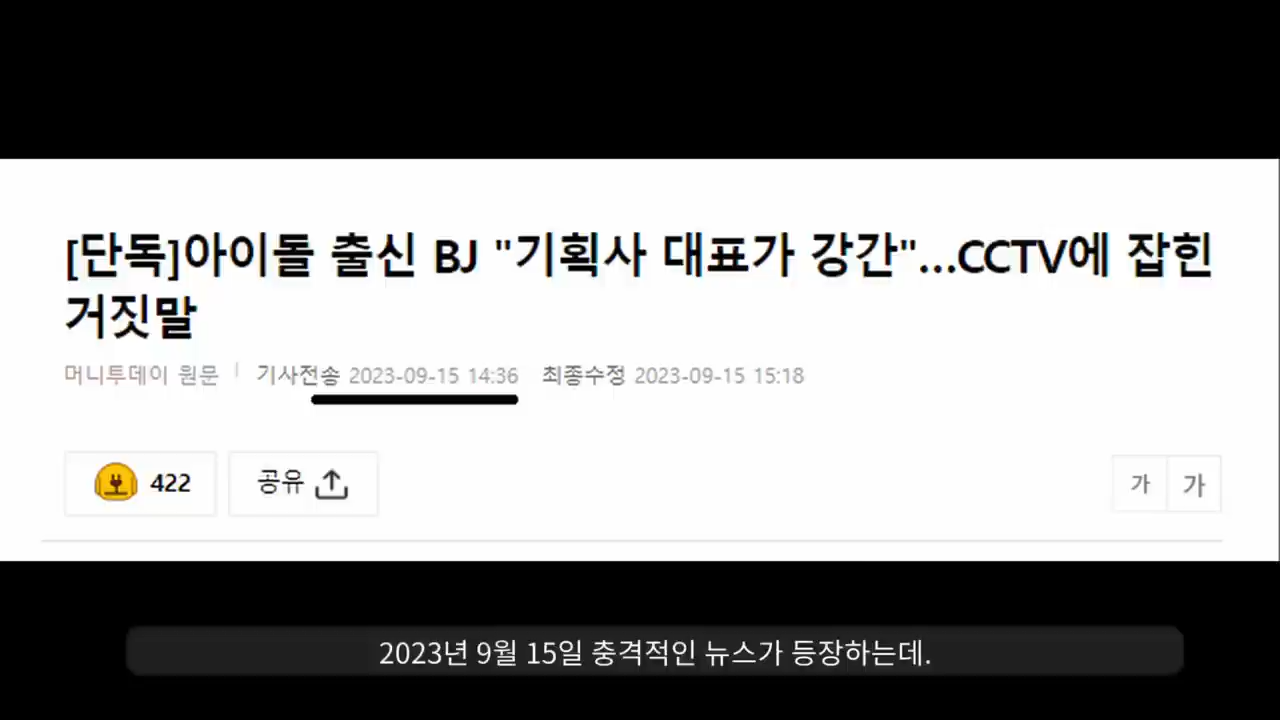 [단독]아이돌 출신 BJ "기획사 대표가 강간"...CCTV에 잡힌
거짓말
머니투데이 원문 기사전송 2023-09-15 14:36 최종수정 2023-09-15 15:18
422 공유 가 가
2023년 9월 15일 충격적인 뉴스가 등장하는데.